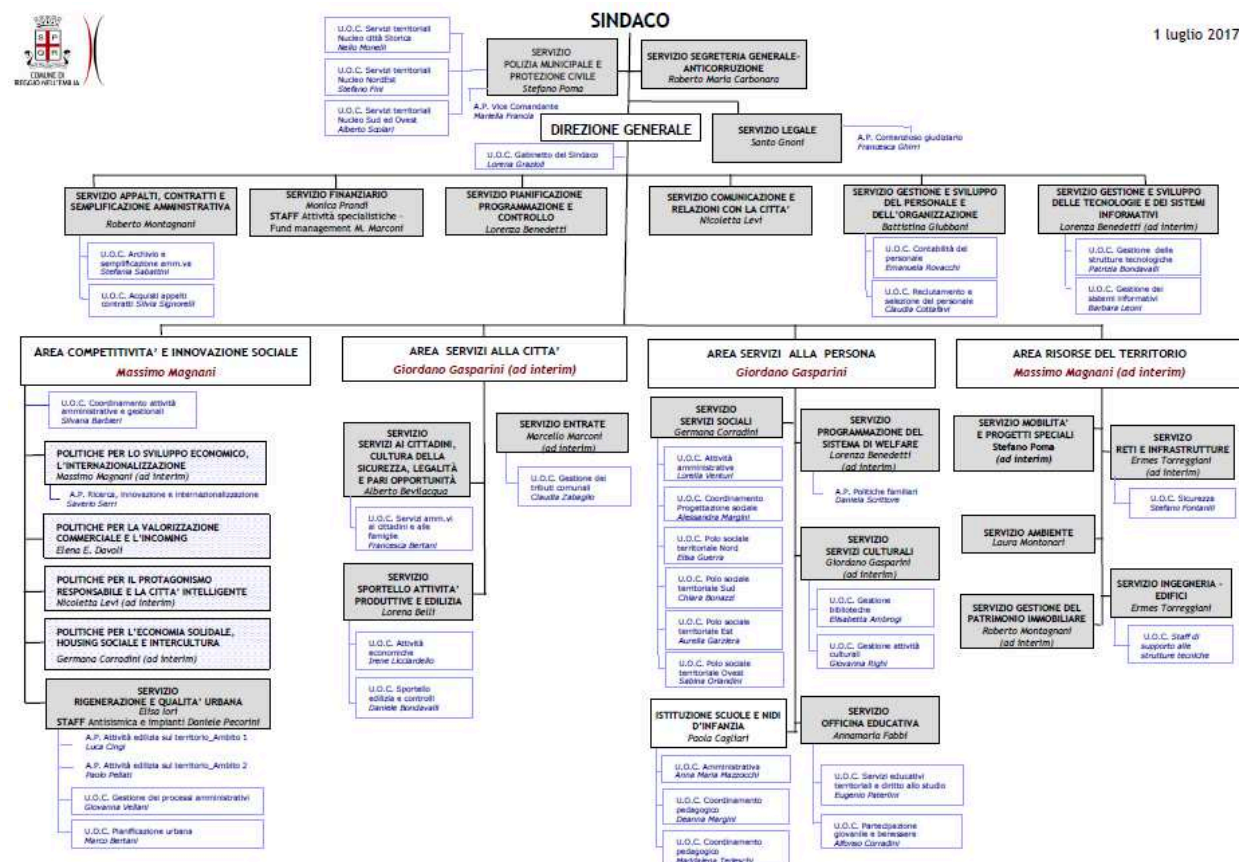 SINDACO
1 luglio 2017
COMUNE DI
REGGIO NELL'EMILIA
U.O.C. Servizi territoriali
Nucleo città Storica
Nello Monelli
U.O.C. Servizi territoriali
Nucleo NordEst
Stefano Fini
U.O.C. Servizi territoriali
Nucleo Sud ed Ovest
Alberto Scolari
SERVIZIO
POLIZIA MUNICIPALE E
PROTEZIONE CIVILE
Stefano Poma
A.P. Vice Comandante
Mariella Francia
SERVIZIO SEGRETERIA GENERALE-
ANTICORRUZIONE
Roberto Maria Carbonara
DIREZIONE GENERALE
U.O.C. Gabinetto del Sindaco
Lorena Grazioli
SERVIZIO LEGALE
Santo Gnoni
A.P. Contenzioso giudiziario
Francesca Ghirri
SERVIZIO APPALTI, CONTRATTI E
SEMPLIFICAZIONE AMMINISTRATIVA
Roberto Montagnani
U.O.C. Archivio e
semplificazione amm.va
Stefania Sabattini
U.O.C. Acquisti appalti
contratti Silvia Signorelli
SERVIZIO FINANZIARIO
Monica Prandi
STAFF Attività specialistiche -
Fund management M. Marconi
SERVIZIO PIANIFICAZIONE
PROGRAMMAZIONE E
CONTROLLO
Lorenza Benedetti
SERVIZIO COMUNICAZIONE E
RELAZIONI CON LA CITTA'
Nicoletta Levi
SERVIZIO GESTIONE E SVILUPPO
DEL PERSONALE E
DELL'ORGANIZZAZIONE
Battistina Giubbani
U.O.C. Contabilità del
personale
Emanuela Rovacchi
U.O.C. Reclutamento e
selezione del personale
Claudia Cottafavi
SERVIZIO GESTIONE E SVILUPPO
DELLE TECNOLOGIE E DEI SISTEMI
INFORMATIVI
Lorenza Benedetti (ad interim)
U.O.C. Gestione delle
strutture tecnologiche
Patrizia Bondavalli
U.O.C. Gestione dei
sistemi informativi
Barbara Leoni
AREA COMPETITIVITA' E INNOVAZIONE SOCIALE
Massimo Magnani
U.O.C. Coordinamento attività
amministrative e gestionali
Silvana Barbieri
POLITICHE PER LO SVILUPPO ECONOMICO,
L'INTERNAZIONALIZZAZIONE
Massimo Magnani (ad interim)
A.P. Ricerca, innovazione e internazionalizzazione
Saverio Serri
POLITICHE PER LA VALORIZZAZIONE
COMMERCIALE E L'INCOMING
Elena E. Davoli
POLITICHE PER IL PROTAGONISMO
RESPONSABILE E LA CITTA' INTELLIGENTE
Nicoletta Levi (ad interim)
POLITICHE PER L'ECONOMIA SOLIDALE,
HOUSING SOCIALE E INTERCULTURA
Germana Corradini (ad interim)
SERVIZIO
RIGENERAZIONE E QUALITA' URBANA
Elisa Iori
STAFF Antisismica e impianti Daniele Pecorini
A.P. Attività edilizia sul territorio_Ambito 1
Luca Cingi
A.P. Attività edilizia sul territorio_Ambito 2
Paolo Pellati
U.O.C. Gestione dei processi amministrativi
Giovanna Vellani
U.O.C. Pianificazione urbana
Marco Bertani
AREA SERVIZI ALLA CITTA'
Giordano Gasparini (ad interim)
SERVIZIO
SERVIZI AI CITTADINI,
CULTURA DELLA
SICUREZZA, LEGALITÀ
E PARI OPPORTUNITÀ
Alberto Bevilacqua
U.O.C. Servizi amm.vi
ai cittadini e alle
famiglie
Francesca Bertani
SERVIZIO
SPORTELLO ATTIVITA'
PRODUTTIVE E EDILIZIA
Lorena Belli
U.O.C. Attività
economiche
Irene Licciardello
U.O.C. Sportello
edilizia e controlli
Daniele Bondavalli
SERVIZIO ENTRATE
Marcello Marconi
(ad interim)
U.O.C. Gestione dei
tributi comunali
Claudia Zabaglio
AREA SERVIZI ALLA PERSONA
Giordano Gasparini
SERVIZIO
SERVIZI SOCIALI
Germana Corradini
U.O.C. Attività
amministrative
Lorella Venturi
U.O.C. Coordinamento
Progettazione sociale
Alessandra Margini
U.O.C. Polo sociale
territoriale Nord
Elisa Guerra
U.O.C. Polo sociale
territoriale Sud
Chiara Bonazzi
U.O.C. Polo sociale
territoriale Est
Aurelia Garziera
U.O.C. Polo sociale
territoriale Ovest
Sabina Orlandini
ISTITUZIONE SCUOLE E NIDI
D'INFANZIA
Paola Cagliari
U.O.C. Amministrativa
Anna Maria Mazzocchi
U.O.C. Coordinamento
pedagogico
Deanna Margini
U.O.C. Coordinamento
pedagogico
Maddalena Tedeschi
SERVIZIO
PROGRAMMAZIONE DEL
SISTEMA DI WELFARE
Lorenza Benedetti
(ad interim)
A.P. Politiche familiari
Daniela Scrittore
SERVIZIO
SERVIZI CULTURALI
Giordano Gasparini
(ad interim)
U.O.C. Gestione
biblioteche
Elisabetta Ambrogi
U.O.C. Gestione attività
culturali
Giovanna Righi
SERVIZIO
OFFICINA EDUCATIVA
Annamaria Fabbi
U.O.C. Servizi educativi
territoriali e diritto allo studio
Eugenio Paterlini
U.O.C. Partecipazione
giovanile e benessere
Alfonso Corradini
AREA RISORSE DEL TERRITORIO
Massimo Magnani (ad interim)
SERVIZIO MOBILITA'
E PROGETTI SPECIALI
Stefano Poma
(ad interim)
SERVIZO
RETI E INFRASTRUTTURE
Ermes Torreggiani
(ad interim)
U.O.C. Sicurezza
Stefano Fontanili
SERVIZIO AMBIENTE
Laura Montanari
SERVIZIO GESTIONE DEL
PATRIMONIO IMMOBILIARE
Roberto Montagnani
(ad interim)
SERVIZIO INGEGNERIA -
EDIFICI
Ermes Torreggiani
U.O.C. Staff di
supporto alle
strutture tecniche